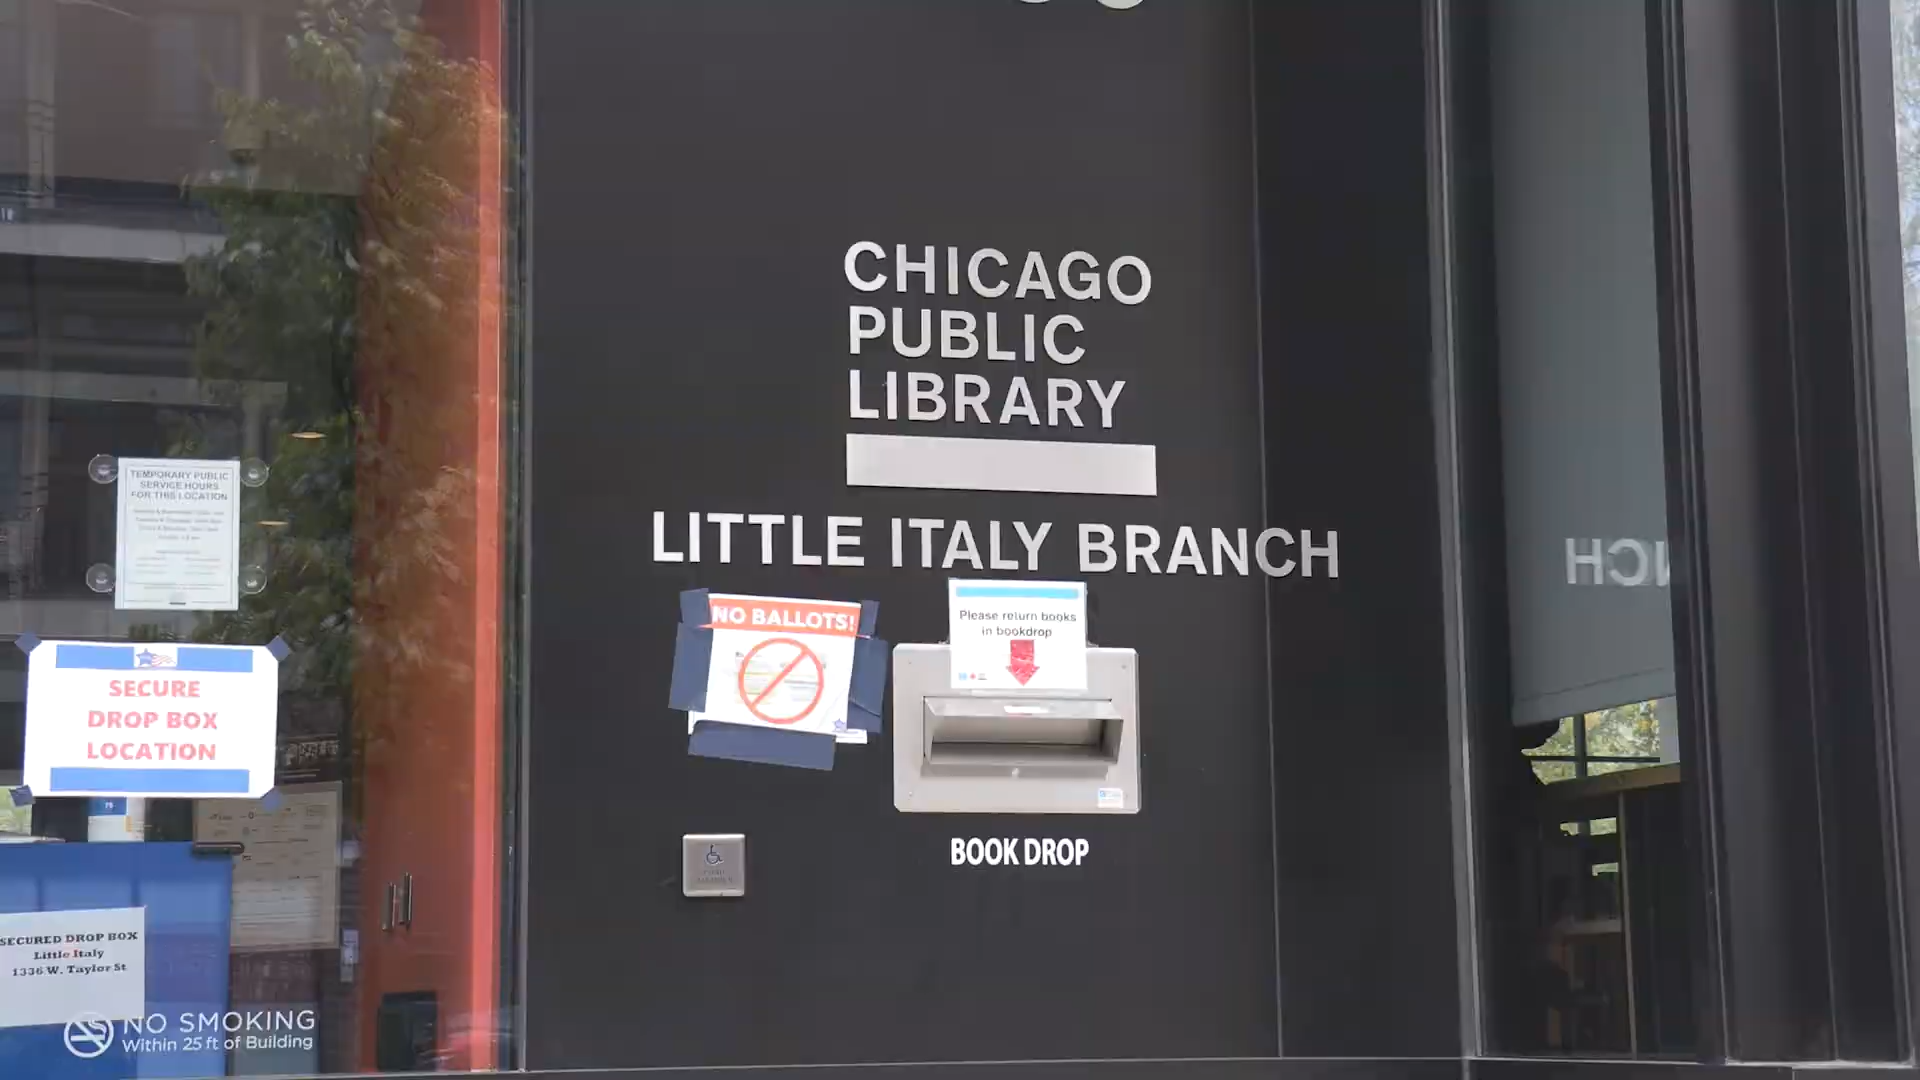 CHICAGO
PUBLIC
LIBRARY
LITTLE ITALY BRANCH
NO BALLOTS!
Please return books
in bookdrop
BOOK DROP
TEMPORARY PUBLIC
SERVICE HOURS
FOR THIS LOCATION
SECURE
DROP BOX
LOCATION
SECURED DROP BOX
Little Italy
1336 W. Taylor St
NO SMOKING
Within 25 ft of Building
NCH